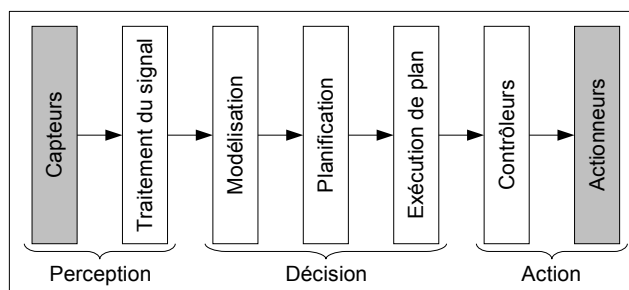 Capteurs
Traitement du signal
Modélisation
Planification
Exécution de plan
Contrôleurs
Actionneurs
Perception
Décision
Action